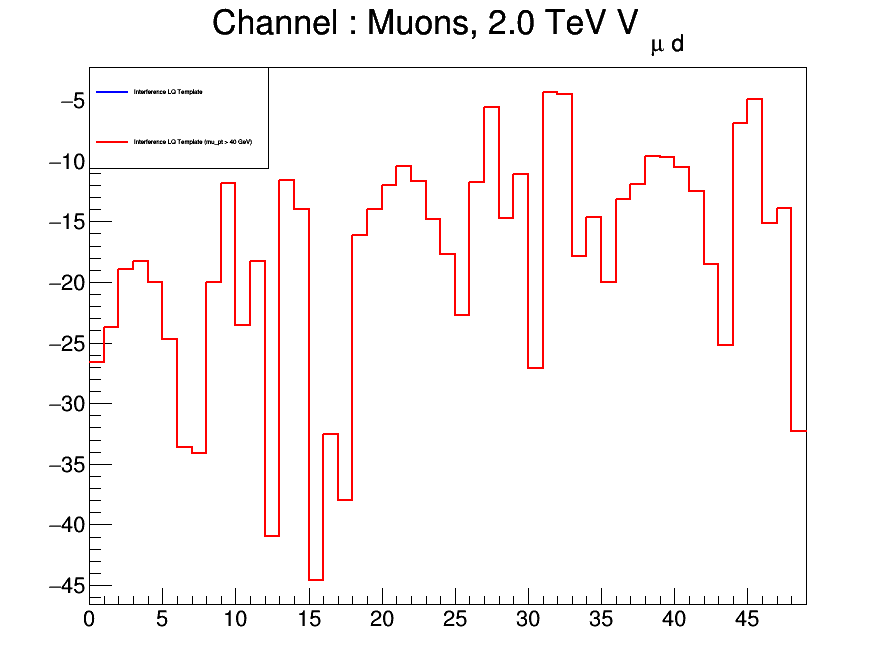 Channel : Muons, 2.0 TeV V μ d
Interference LQ Template
Interference LQ Template (mu_pt > 40 GeV)
−5
−10
−15
−20
−25
−30
−35
−40
−45
0 5 10 15 20 25 30 35 40 45